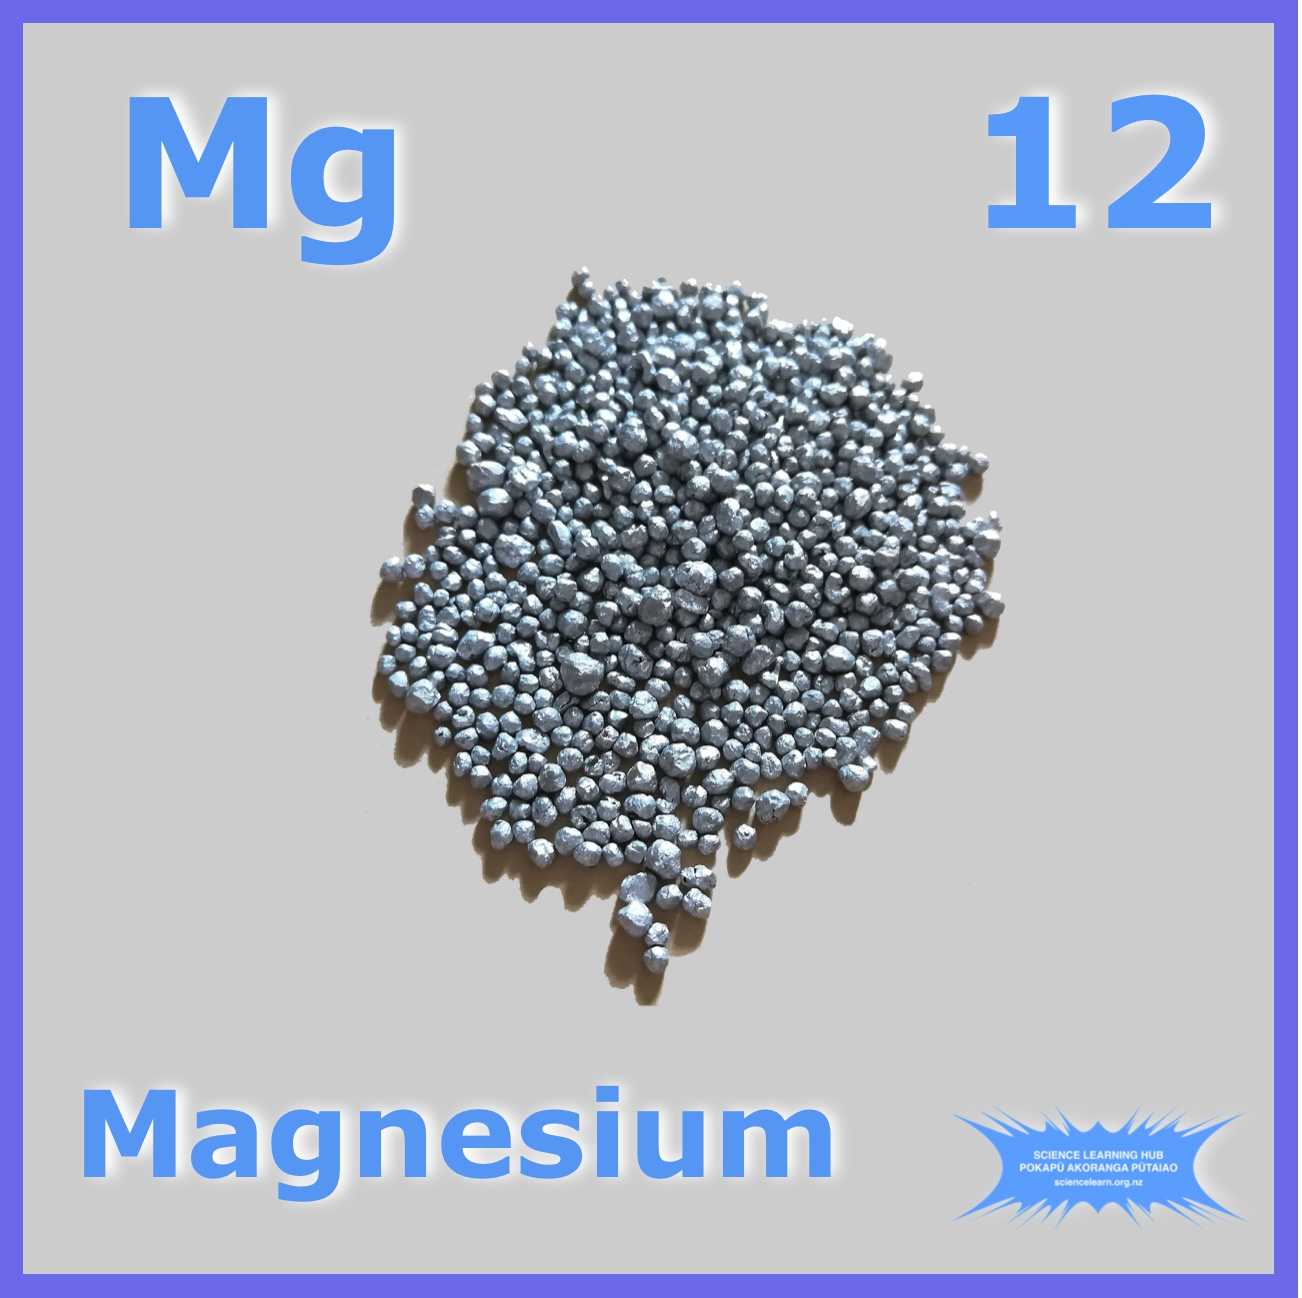 Mg
12
Magnesium
SCIENCE LEARNING HUB
POKAPŪ AKORANGA PŪTAIAO
sciencelearn.org.nz